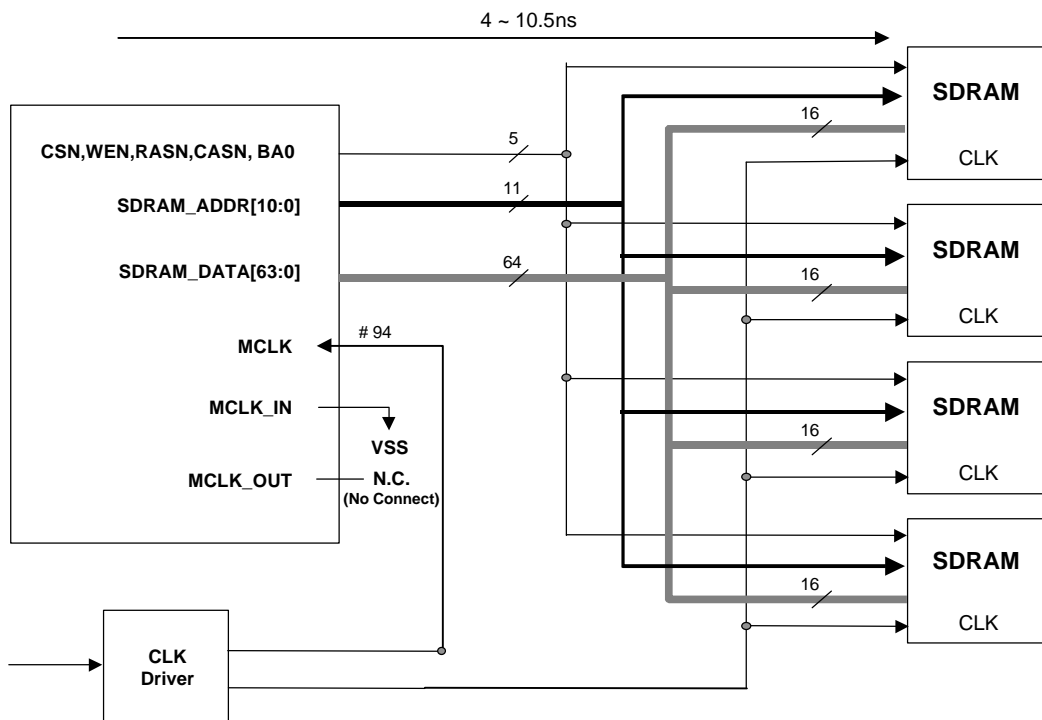 4 ~ 10.5ns
SDRAM
16
CLK
CSN,WEN,RASN,CASN, BA0
5
SDRAM_ADDR[10:0]
11
SDRAM
SDRAM_DATA[63:0]
64
16
CLK
MCLK
# 94
SDRAM
MCLK_IN
16
VSS
CLK
MCLK_OUT
N.C.
(No Connect)
SDRAM
16
CLK
CLK
Driver